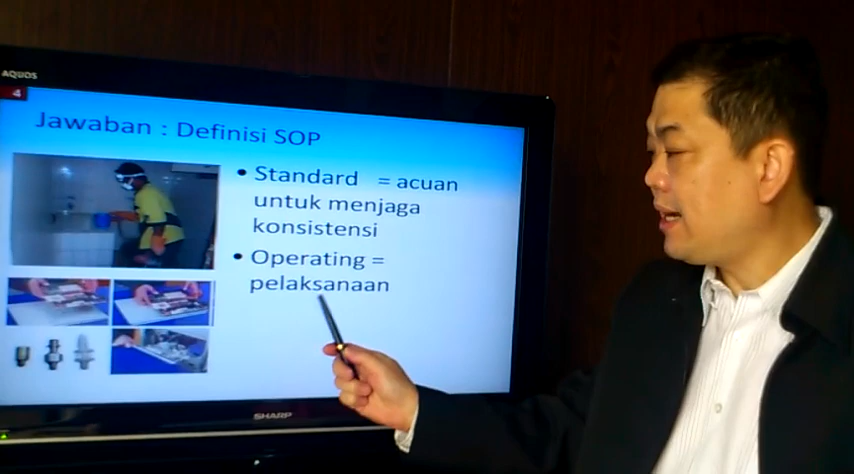 AQUOS
4
Jawaban : Definisi SOP
• Standard = acuan
untuk menjaga
konsistensi
• Operating =
pelaksanaan
SHARP